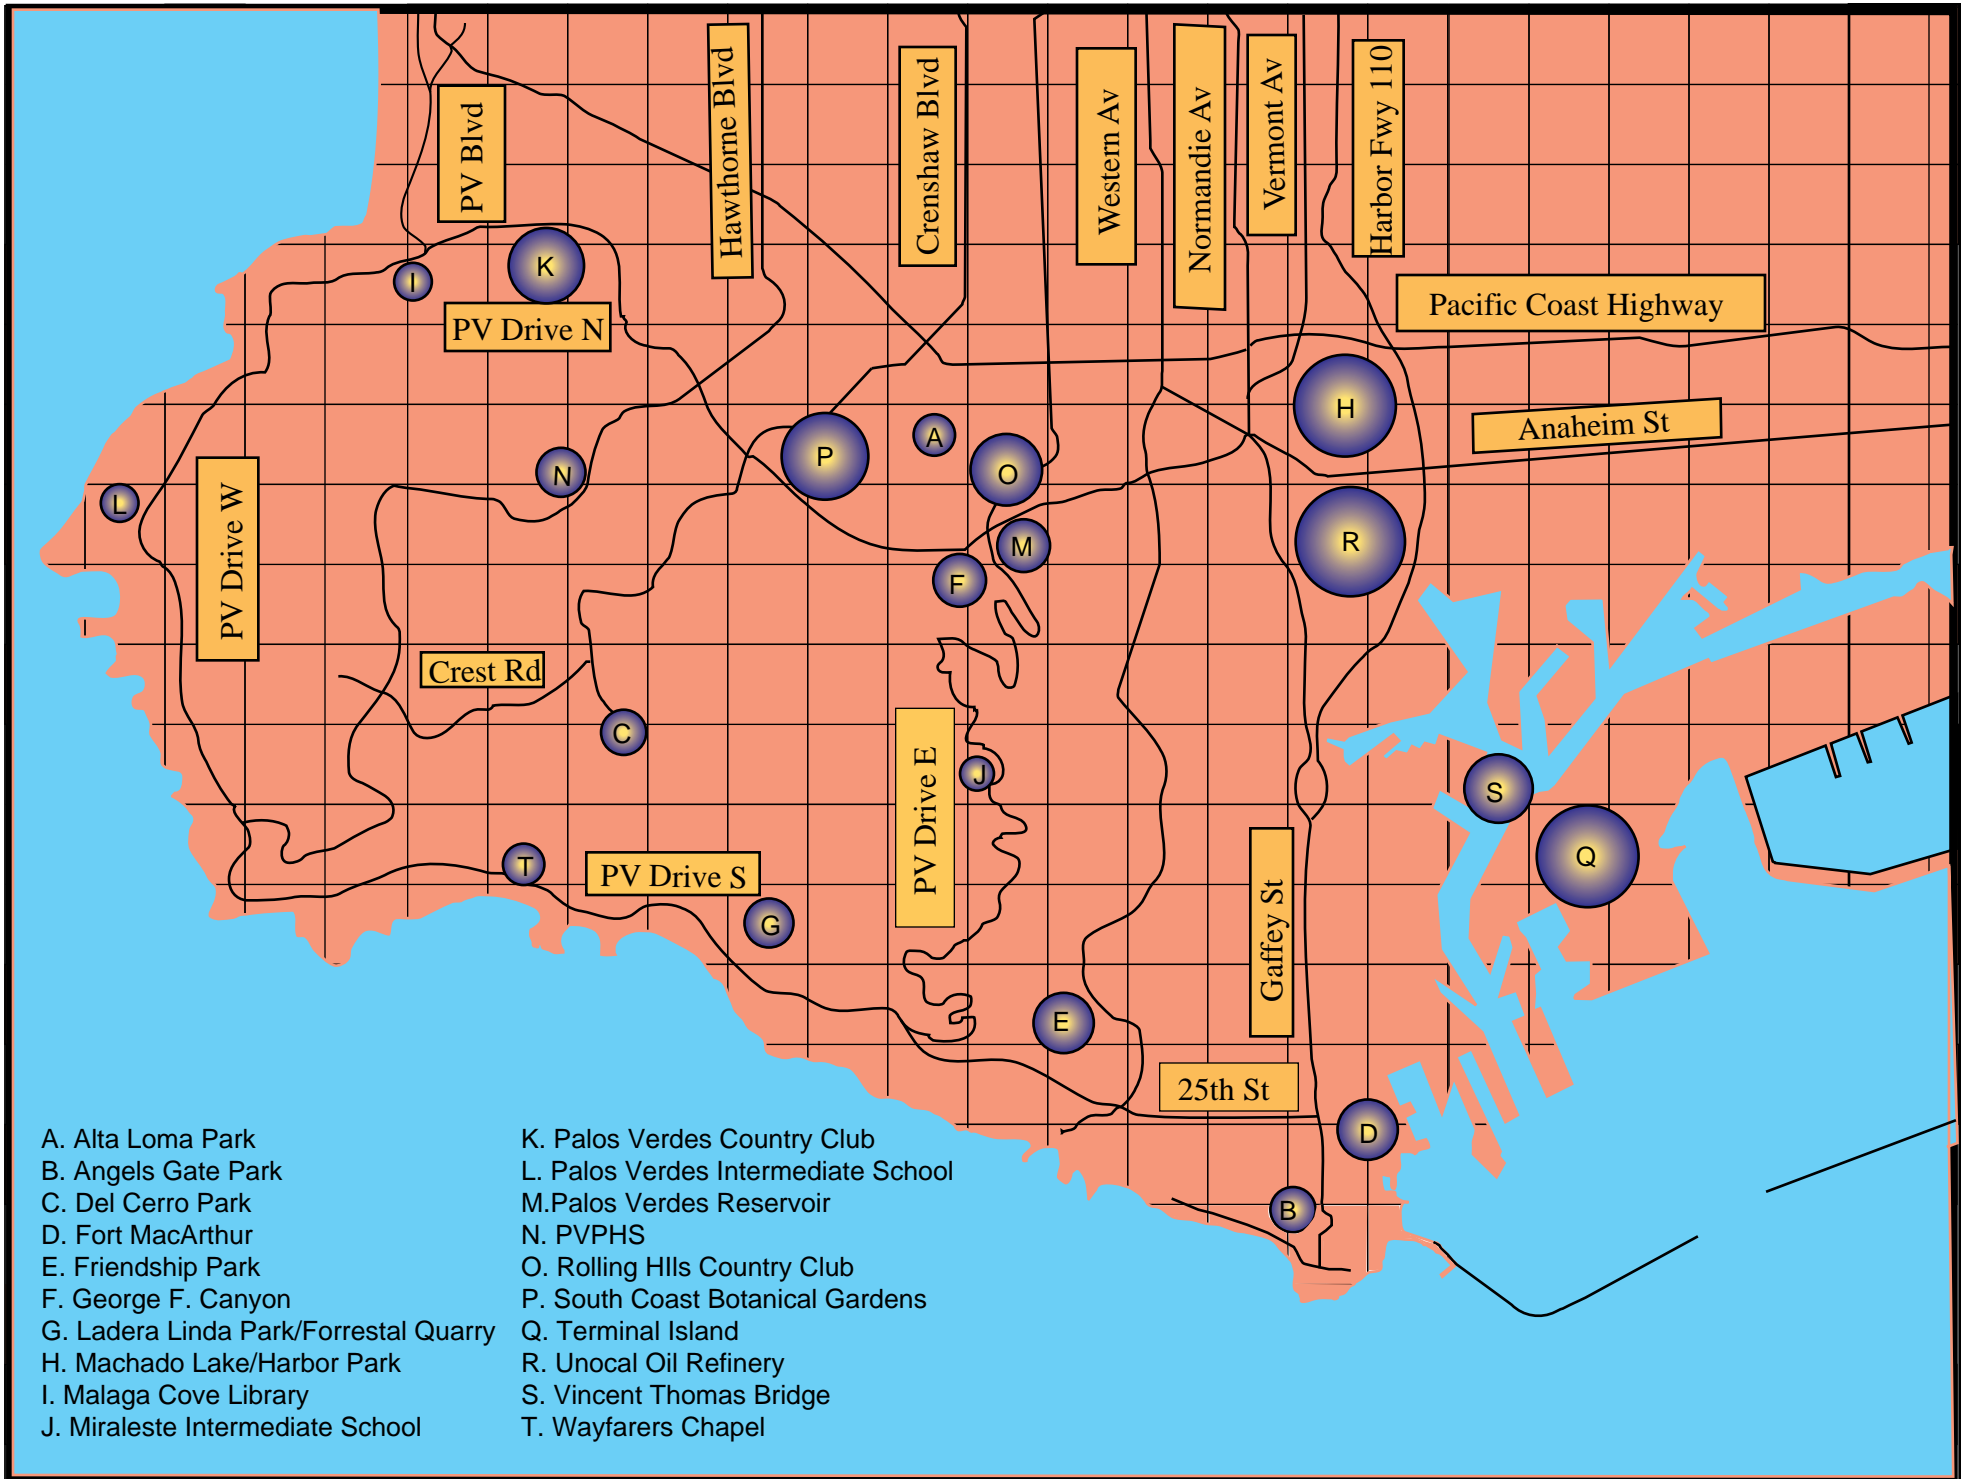 PV Blvd
Hawthorne Blvd
Crenshaw Blvd
Western Av
Normandie Av
Vermont Av
Harbor Fwy 110
I
K
PV Drive N
Pacific Coast Highway
H
Anaheim St
P
A
O
N
L
PV Drive W
M
R
F
Crest Rd
C
PV Drive E
J
S
Q
T
PV Drive S
G
Gaffey St
E
25th St
D
B
A. Alta Loma Park
B. Angels Gate Park
C. Del Cerro Park
D. Fort MacArthur
E. Friendship Park
F. George F. Canyon
G. Ladera Linda Park/Forrestal Quarry
H. Machado Lake/Harbor Park
I. Malaga Cove Library
J. Miraleste Intermediate School
K. Palos Verdes Country Club
L. Palos Verdes Intermediate School
M.Palos Verdes Reservoir
N. PVPHS
O. Rolling HIlls Country Club
P. South Coast Botanical Gardens
Q. Terminal Island
R. Unocal Oil Refinery
S. Vincent Thomas Bridge
T. Wayfarers Chapel